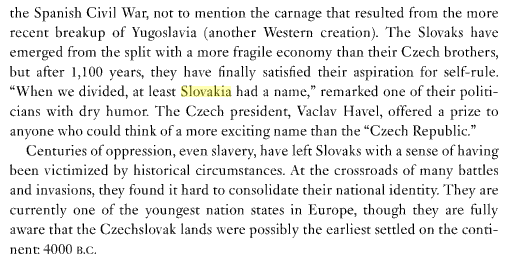 the Spanish Civil War, not to mention the carnage that resulted from the more
recent breakup of Yugoslavia (another Western creation). The Slovaks have
emerged from the split with a more fragile economy than their Czech brothers,
but after 1,100 years, they have finally satisfied their aspiration for self-rule.
“When we divided, at least Slovakia had a name,” remarked one of their politi-
cians with dry humor. The Czech president, Vaclav Havel, offered a prize to
anyone who could think of a more exciting name than the “Czech Republic.”
Centuries of oppression, even slavery, have left Slovaks with a sense of having
been victimized by historical circumstances. At the crossroads of many battles
and invasions, they found it hard to consolidate their national identity. They are
currently one of the youngest nation states in Europe, though they are fully
aware that the Czechslovak lands were possibly the earliest settled on the conti-
nent: 4000 B.C.